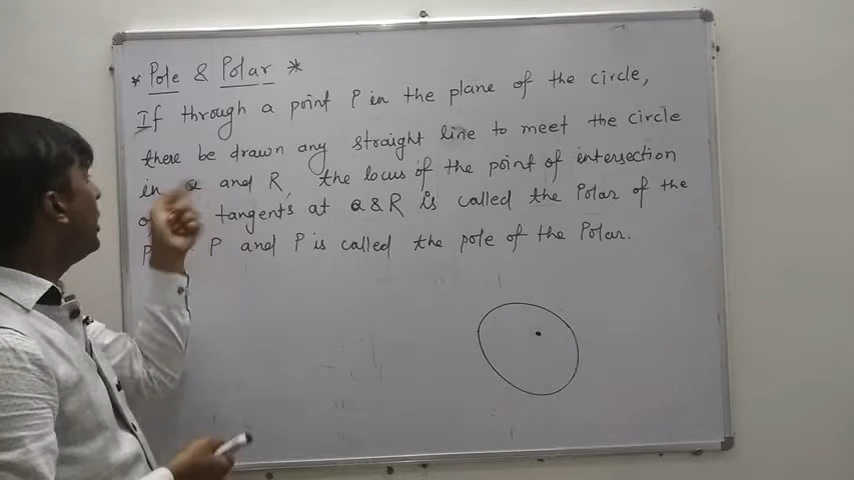 * Pole & Polar *
If through a point P in the plane of the circle,
there be drawn any straight line to meet the circle
in Q and R, the locus of the point of intersection
tangents at Q & R is called the Polar of the
P and P is called the pole of the Polar.